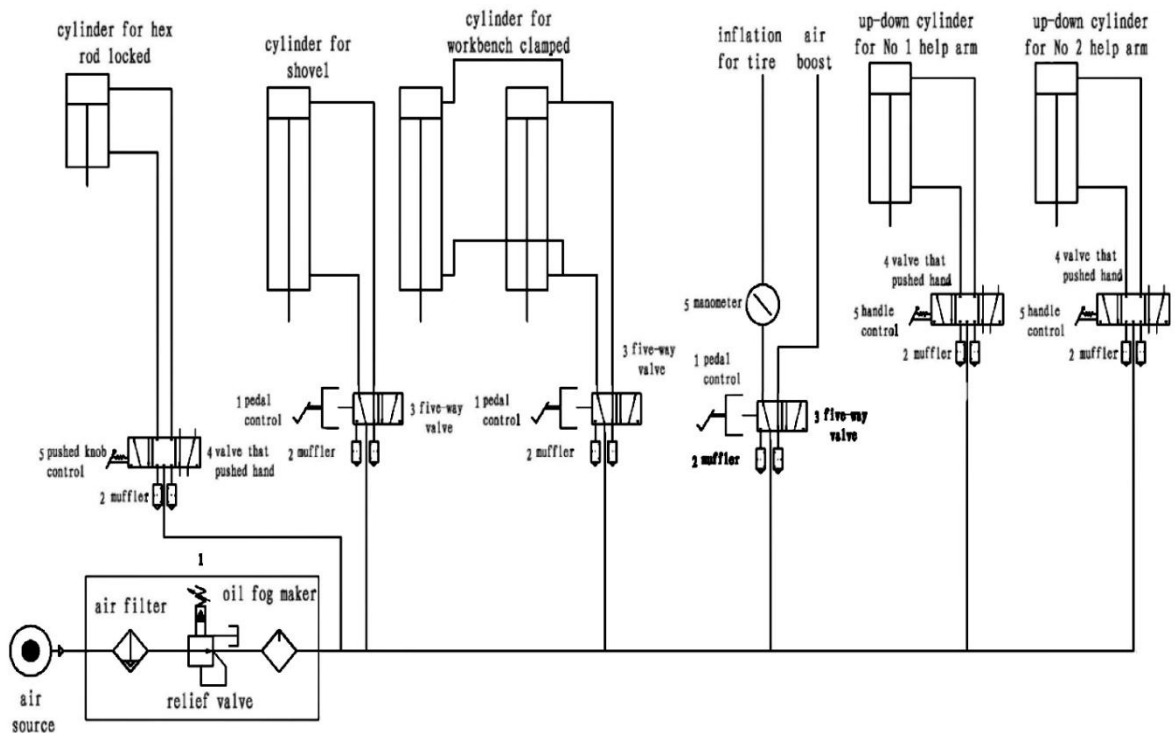 cylinder for hex
rod locked
cylinder for
shovel
cylinder for
workbench clamped
inflation
for tire
air
boost
up-down cylinder
for No 1 help arm
up-down cylinder
for No 2 help arm
4 valve that
pushed hand
5 handle
control
2 muffler
4 valve that
pushed hand
5 handle
control
2 muffler
5 manometer
1 pedal
control
3 five-way
valve
2 muffler
3 five-way
valve
1 pedal
control
2 muffler
1 pedal
control
3 five-way
valve
2 muffler
5 pushed knob
control
4 valve that
pushed hand
2 muffler
1
air filter
oil fog maker
relief valve
air
source